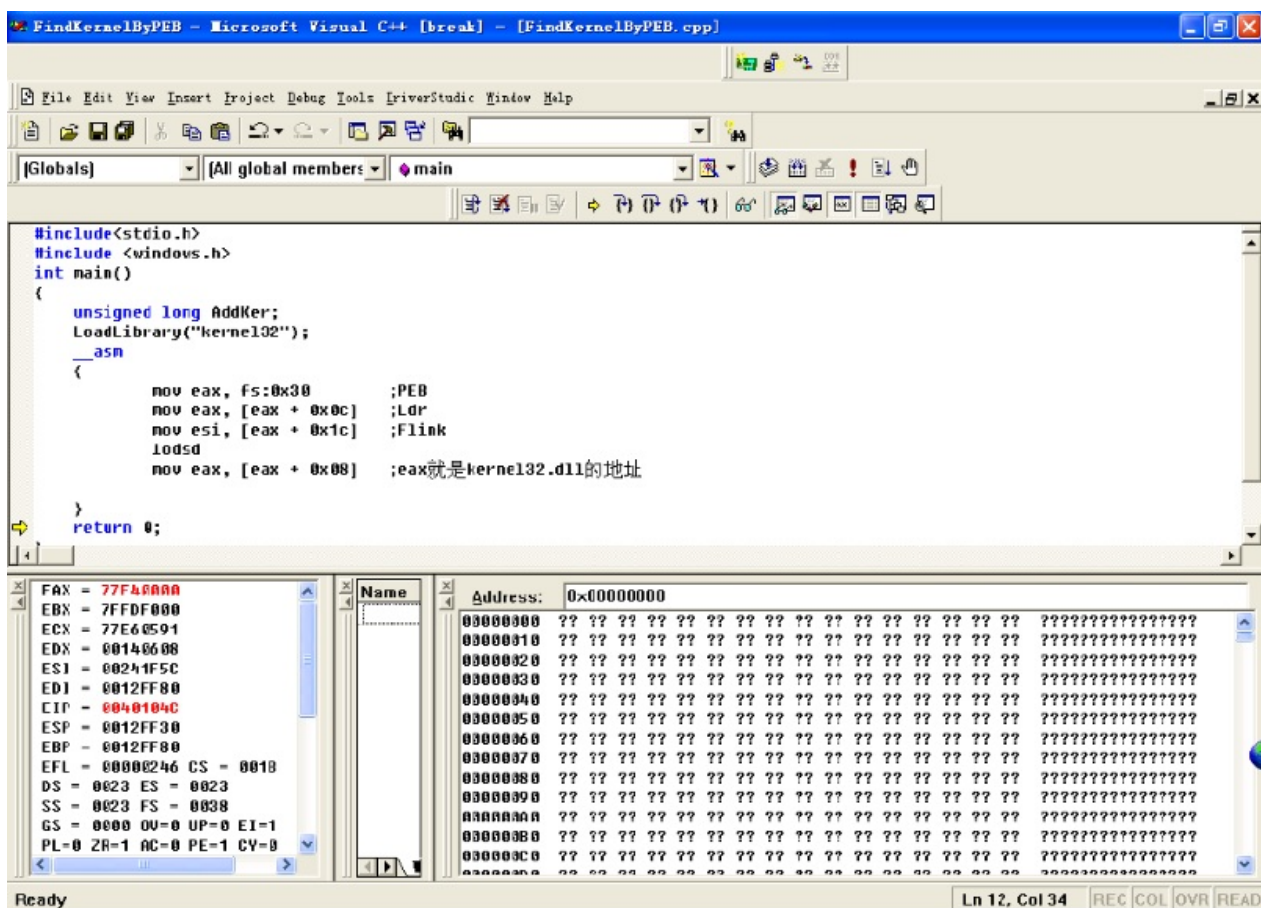 FindKernelByPEB - Microsoft Visual C++ [break] - [FindKernelByPEB.cpp]
File Edit View Insert Project Debug Tools DriverStudio Window Help
(Globals) (All global members main
#include<stdio.h>
#include <windows.h>
int main()
{
unsigned long AddKer;
LoadLibrary("kernel32");
__asm
{
mov eax, fs:0x30 ;PEB
mov eax, [eax + 0x0c] ;Ldr
mov esi, [eax + 0x1c] ;Flink
lodsd
mov eax, [eax + 0x08] ;eax就是kernel32.dll的地址
}
return 0;
EAX =
EBX = 7FFDF000
ECX = 77E60591
EDX = 00140608
ESI = 00241F5C
EDI = 0012FF80
EIP = 0040104C
ESP = 0012FF30
EBP = 0012FF80
EFL = 00000246 CS = 001B
DS = 0023 ES = 0023
SS = 0023 FS = 0038
GS = 0000 OV=0 UP=0 EI=1
PL=0 ZR=1 AC=0 PE=1 CY=0
Name
Address: 0x00000000
00000000 ?? ?? ?? ?? ?? ?? ?? ?? ?? ?? ?? ?? ?? ?? ?? ?? ????????????????
00000010 ?? ?? ?? ?? ?? ?? ?? ?? ?? ?? ?? ?? ?? ?? ?? ?? ????????????????
00000020 ?? ?? ?? ?? ?? ?? ?? ?? ?? ?? ?? ?? ?? ?? ?? ?? ????????????????
00000030 ?? ?? ?? ?? ?? ?? ?? ?? ?? ?? ?? ?? ?? ?? ?? ?? ????????????????
00000040 ?? ?? ?? ?? ?? ?? ?? ?? ?? ?? ?? ?? ?? ?? ?? ?? ????????????????
00000050 ?? ?? ?? ?? ?? ?? ?? ?? ?? ?? ?? ?? ?? ?? ?? ?? ????????????????
00000060 ?? ?? ?? ?? ?? ?? ?? ?? ?? ?? ?? ?? ?? ?? ?? ?? ????????????????
00000070 ?? ?? ?? ?? ?? ?? ?? ?? ?? ?? ?? ?? ?? ?? ?? ?? ????????????????
00000080 ?? ?? ?? ?? ?? ?? ?? ?? ?? ?? ?? ?? ?? ?? ?? ?? ????????????????
00000090 ?? ?? ?? ?? ?? ?? ?? ?? ?? ?? ?? ?? ?? ?? ?? ?? ????????????????
000000A0 ?? ?? ?? ?? ?? ?? ?? ?? ?? ?? ?? ?? ?? ?? ?? ?? ????????????????
000000B0 ?? ?? ?? ?? ?? ?? ?? ?? ?? ?? ?? ?? ?? ?? ?? ?? ????????????????
000000C0 ?? ?? ?? ?? ?? ?? ?? ?? ?? ?? ?? ?? ?? ?? ?? ?? ????????????????
Ready Ln 12, Col 34 REC COL OVR READ